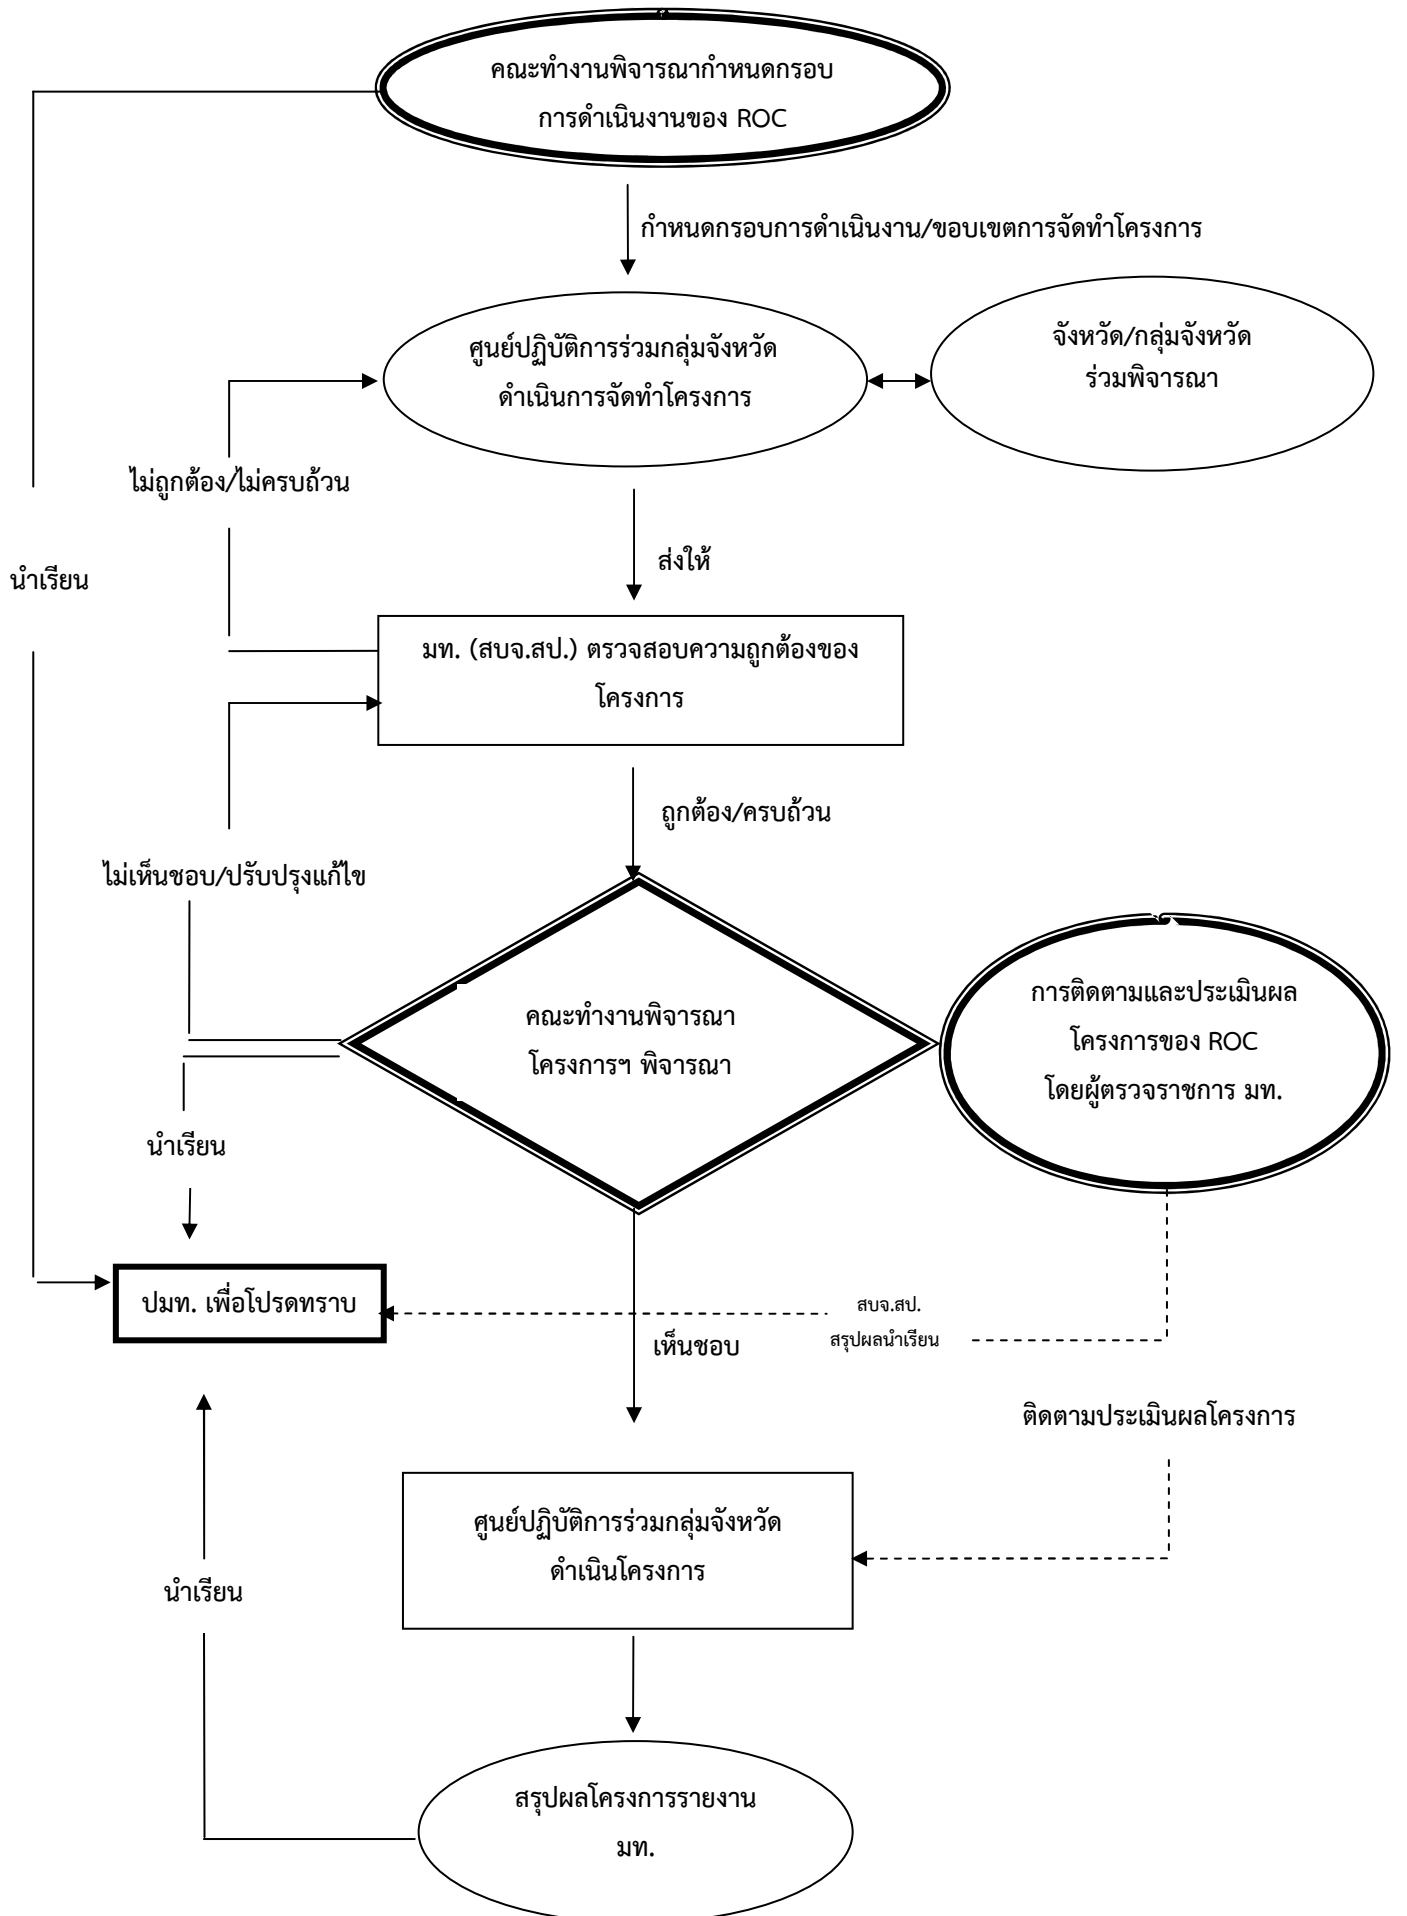 คณะทำงานพิจารณากำหนดกรอบ
การดำเนินงานของ ROC
กำหนดกรอบการดำเนินงาน/ขอบเขตการจัดทำโครงการ
ศูนย์ปฏิบัติการร่วมกลุ่มจังหวัด
ดำเนินการจัดทำโครงการ
จังหวัด/กลุ่มจังหวัด
ร่วมพิจารณา
ไม่ถูกต้อง/ไม่ครบถ้วน
นำเรียน
ส่งให้
มท. (สบจ.สป.) ตรวจสอบความถูกต้องของ
โครงการ
ถูกต้อง/ครบถ้วน
ไม่เห็นชอบ/ปรับปรุงแก้ไข
คณะทำงานพิจารณา
โครงการฯ พิจารณา
การติดตามและประเมินผล
โครงการของ ROC
โดยผู้ตรวจราชการ มท.
นำเรียน
ปมท. เพื่อโปรดทราบ
สบจ.สป.
สรุปผลนำเรียน
เห็นชอบ
ติดตามประเมินผลโครงการ
ศูนย์ปฏิบัติการร่วมกลุ่มจังหวัด
ดำเนินโครงการ
นำเรียน
สรุปผลโครงการรายงาน
มท.